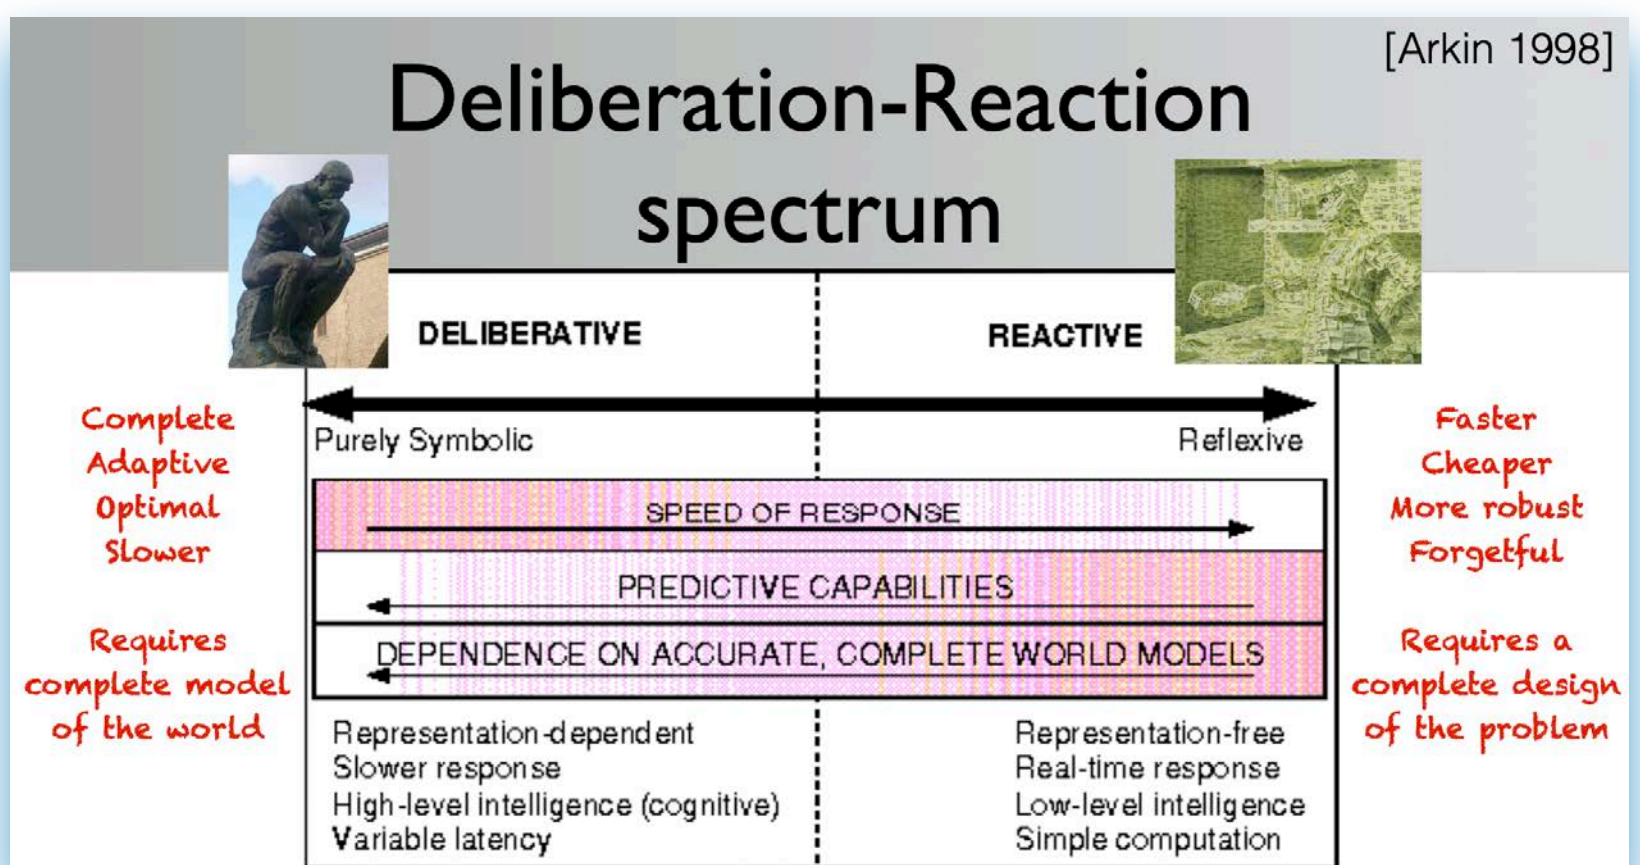 [Arkin 1998]
Deliberation-Reaction
spectrum
DELIBERATIVE
REACTIVE
Purely Symbolic
Reflexive
Complete
Adaptive
Optimal
Slower
Requires
complete model
of the world
SPEED OF RESPONSE
PREDICTIVE CAPABILITIES
DEPENDENCE ON ACCURATE, COMPLETE WORLD MODELS
Representation-dependent
Slower response
High-level intelligence (cognitive)
Variable latency
Representation-free
Real-time response
Low-level intelligence
Simple computation
Faster
Cheaper
More robust
Forgetful
Requires a
complete design
of the problem